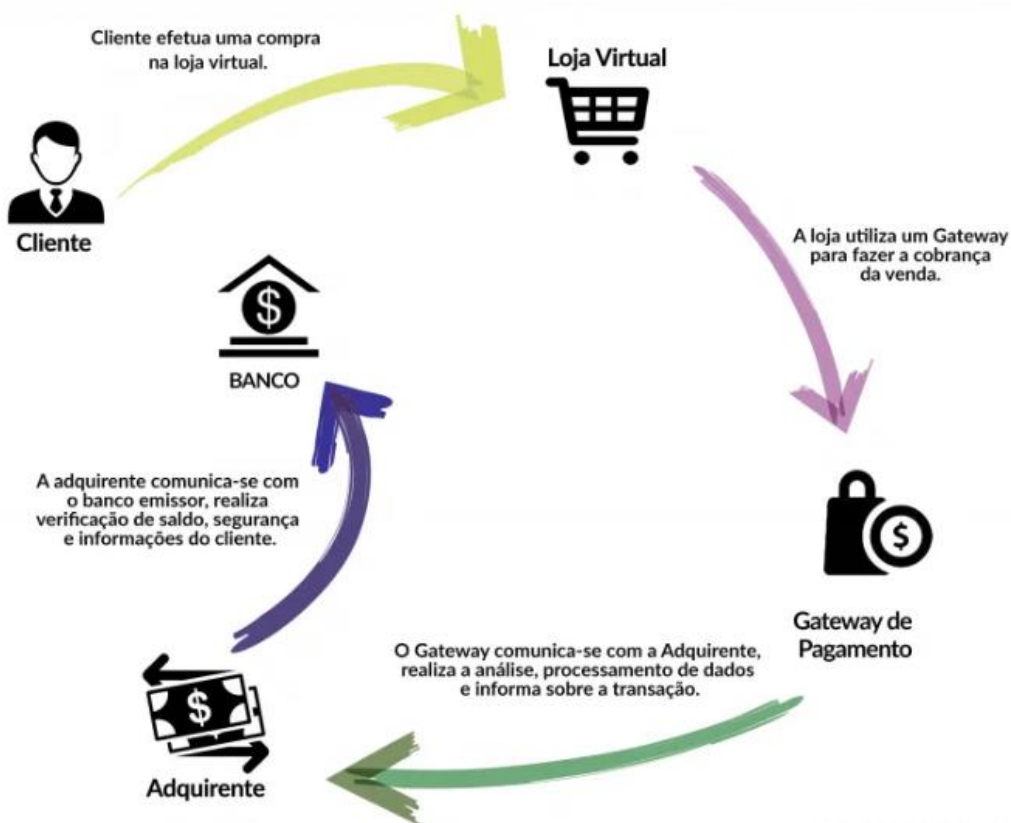 Cliente efetua uma compra
na loja virtual.
Loja Virtual
Cliente
A loja utiliza um Gateway
para fazer a cobrança
da venda.
$
BANCO
A adquirente comunica-se com
o banco emissor, realiza
verificação de saldo, segurança
e informações do cliente.
$
Gateway de
Pagamento
O Gateway comunica-se com a Adquirente,
realiza a análise, processamento de dados
e informa sobre a transação.
$
Adquirente